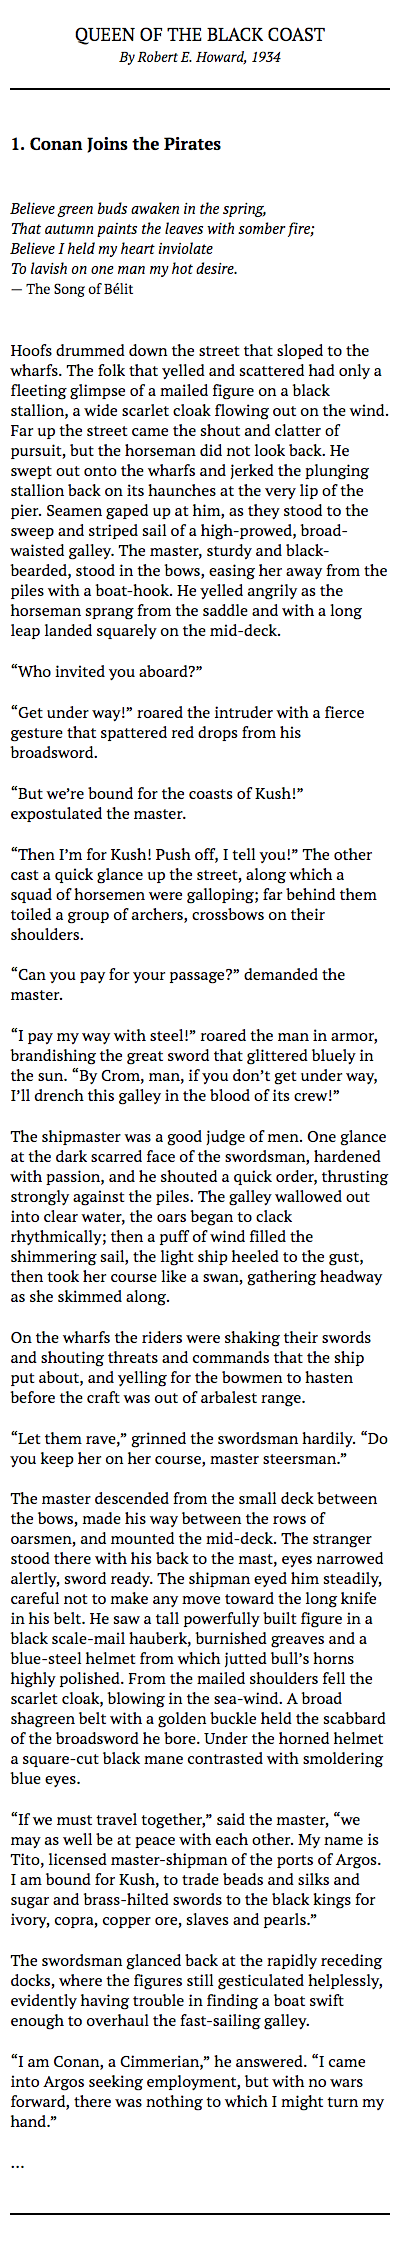 QUEEN OF THE BLACK COAST
By Robert E. Howard, 1934
1. Conan Joins the Pirates
Believe green buds awaken in the spring,
That autumn paints the leaves with somber fire;
Believe I held my heart inviolate
To lavish on one man my hot desire.
— The Song of Bélit
Hoofs drummed down the street that sloped to the
wharfs. The folk that yelled and scattered had only a
fleeting glimpse of a mailed figure on a black
stallion, a wide scarlet cloak flowing out on the wind.
Far up the street came the shout and clatter of
pursuit, but the horseman did not look back. He
swept out onto the wharfs and jerked the plunging
stallion back on its haunches at the very lip of the
pier. Seamen gaped up at him, as they stood to the
sweep and striped sail of a high-prowed, broad-
waisted galley. The master, sturdy and black-
bearded, stood in the bows, easing her away from the
piles with a boat-hook. He yelled angrily as the
horseman sprang from the saddle and with a long
leap landed squarely on the mid-deck.
“Who invited you aboard?”
“Get under way!” roared the intruder with a fierce
gesture that spattered red drops from his
broadsword.
“But we’re bound for the coasts of Kush!”
expostulated the master.
“Then I’m for Kush! Push off, I tell you!” The other
cast a quick glance up the street, along which a
squad of horsemen were galloping; far behind them
toiled a group of archers, crossbows on their
shoulders.
“Can you pay for your passage?” demanded the
master.
“I pay my way with steel!” roared the man in armor,
brandishing the great sword that glittered bluely in
the sun. “By Crom, man, if you don’t get under way,
I’ll drench this galley in the blood of its crew!”
The shipmaster was a good judge of men. One glance
at the dark scarred face of the swordsman, hardened
with passion, and he shouted a quick order, thrusting
strongly against the piles. The galley wallowed out
into clear water, the oars began to clack
rhythmically; then a puff of wind filled the
shimmering sail, the light ship heeled to the gust,
then took her course like a swan, gathering headway
as she skimmed along.
On the wharfs the riders were shaking their swords
and shouting threats and commands that the ship
put about, and yelling for the bowmen to hasten
before the craft was out of arbalest range.
“Let them rave,” grinned the swordsman hardily. “Do
you keep her on her course, master steersman.”
The master descended from the small deck between
the bows, made his way between the rows of
oarsmen, and mounted the mid-deck. The stranger
stood there with his back to the mast, eyes narrowed
alertly, sword ready. The shipman eyed him steadily,
careful not to make any move toward the long knife
in his belt. He saw a tall powerfully built figure in a
black scale-mail hauberk, burnished greaves and a
blue-steel helmet from which jutted bull’s horns
highly polished. From the mailed shoulders fell the
scarlet cloak, blowing in the sea-wind. A broad
shagreen belt with a golden buckle held the scabbard
of the broadsword he bore. Under the horned helmet
a square-cut black mane contrasted with smoldering
blue eyes.
“If we must travel together,” said the master, “we
may as well be at peace with each other. My name is
Tito, licensed master-shipman of the ports of Argos.
I am bound for Kush, to trade beads and silks and
sugar and brass-hilted swords to the black kings for
ivory, copra, copper ore, slaves and pearls.”
The swordsman glanced back at the rapidly receding
docks, where the figures still gesticulated helplessly,
evidently having trouble in finding a boat swift
enough to overhaul the fast-sailing galley.
“I am Conan, a Cimmerian,” he answered. “I came
into Argos seeking employment, but with no wars
forward, there was nothing to which I might turn my
hand.”
...